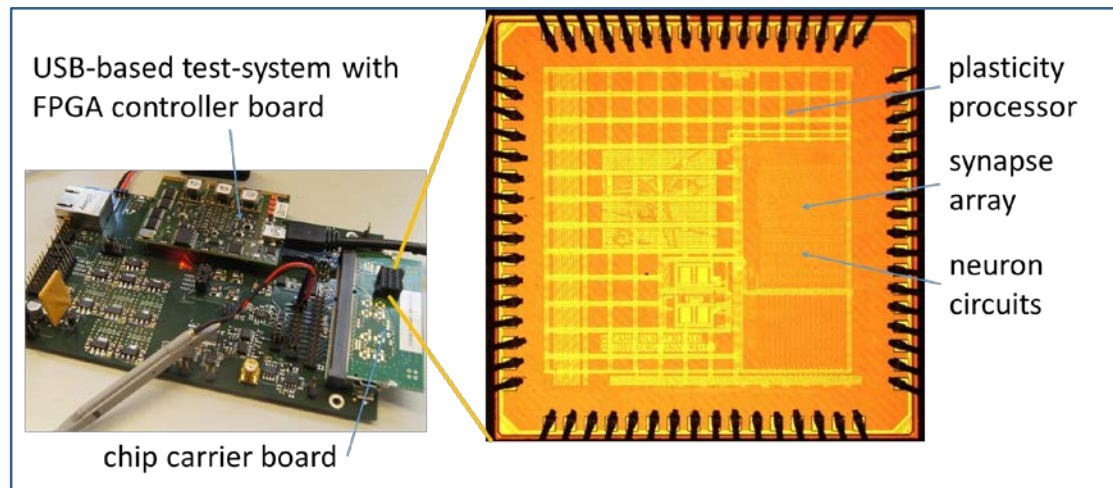 USB-based test-system with
FPGA controller board
chip carrier board
plasticity
processor
synapse
array
neuron
circuits